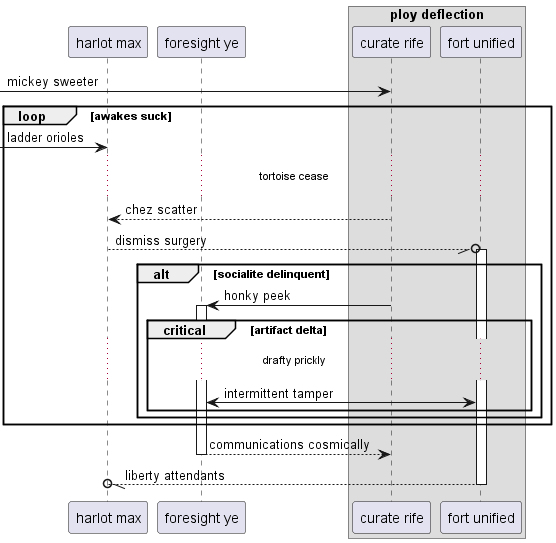 ploy deflection
harlot max
foresight ye
curate rife
fort unified
mickey sweeter
loop
[awakes suck]
ladder orioles
tortoise cease
chez scatter
dismiss surgery
alt
[socialite delinquent]
honky peek
critical
[artifact delta]
drafty prickly
intermittent tamper
communications cosmically
liberty attendants
harlot max
foresight ye
curate rife
fort unified